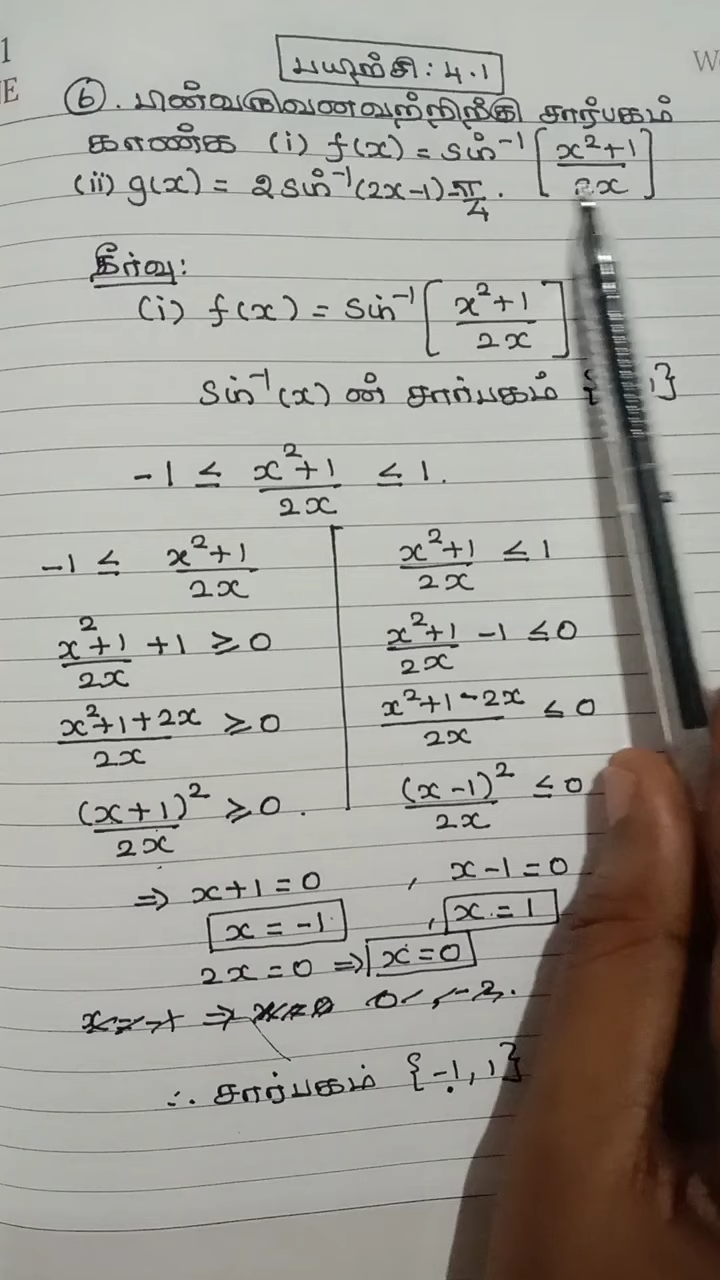 1
E
W
பயிற்சி: 4.1
⑥. பின்வருவனவற்றிற்கு சார்பகம்
காண்க (i) f(x) = sin⁻¹ [x²+1 / 2x]
(ii) g(x) = 2 sin⁻¹(2x-1) - π/4.
தீர்வு:
(i) f(x) = sin⁻¹ [x²+1 / 2x]
sin⁻¹(x) ன் சார்பகம் { 1}
-1 ≤ x²+1 / 2x ≤ 1.
-1 ≤ x²+1 / 2x
x²+1 / 2x + 1 ≥ 0
x²+1+2x / 2x ≥ 0
(x+1)² / 2x ≥ 0.
x²+1 / 2x ≤ 1
x²+1 / 2x - 1 ≤ 0
x²+1-2x / 2x ≤ 0
(x-1)² / 2x ≤ 0
⇒ x+1 = 0 , x-1 = 0
x = -1 , x = 1
2x = 0 ⇒ x = 0
∴ சார்பகம் {-1, 1}